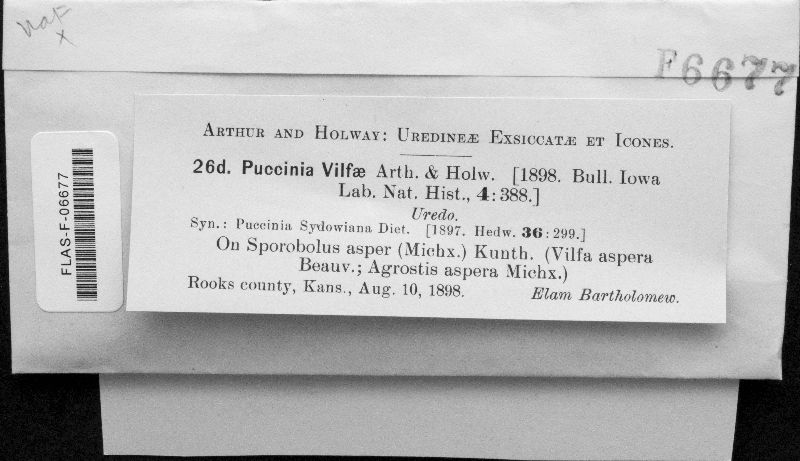 Not
x
F6677
FLAS-F-06677
ARTHUR AND HOLWAY: UREDINEÆ EXSICCATÆ ET ICONES.
26d. Puccinia Vilfæ Arth. & Holw. [1898. Bull. Iowa
Lab. Nat. Hist., 4:388.]
Uredo.
Syn.: Puccinia Sydowiana Diet. [1897. Hedw. 36:299.]
On Sporobolus asper (Michx.) Kunth. (Vilfa aspera
Beauv.; Agrostis aspera Michx.)
Rooks county, Kans., Aug. 10, 1898. Elam Bartholomew.